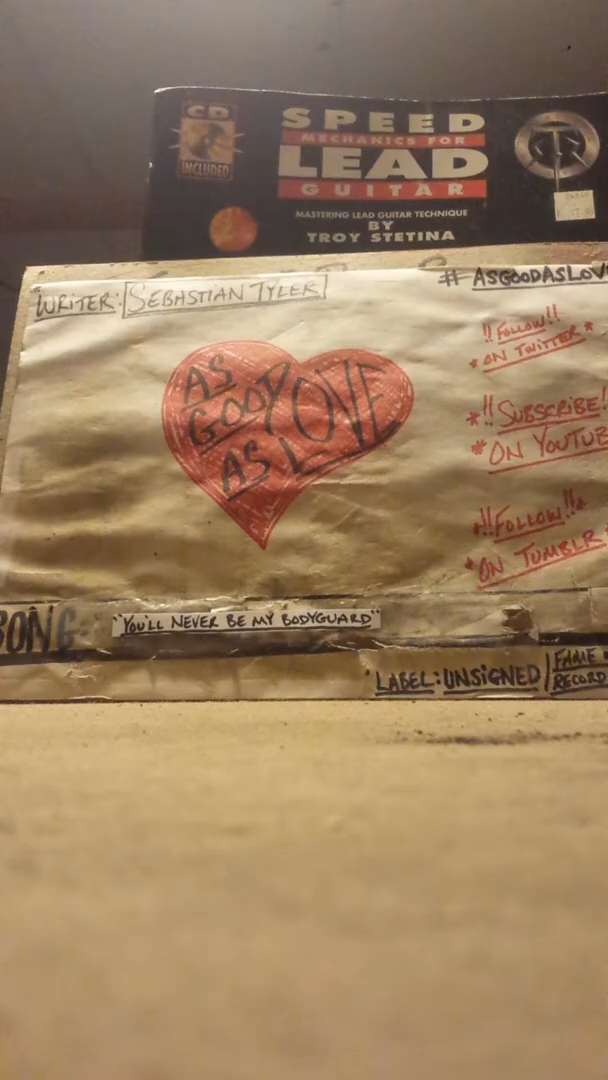 CD
INCLUDED
SPEED
MECHANICS FOR
LEAD
GUITAR
MASTERING LEAD GUITAR TECHNIQUE
BY
TROY STETINA
WRITER: SEBASTIAN TYLER
#ASGOODASLOVE
!!FOLLOW!!
*ON TWITTER*
*!!SUBSCRIBE!!
*ON YOUTUB
*!!FOLLOW!!*
*ON TUMBLR
AS
GOOD
AS LOVE
SONG:
"YOU'LL NEVER BE MY BODYGUARD"
LABEL: UNSIGNED
FAME
RECORD